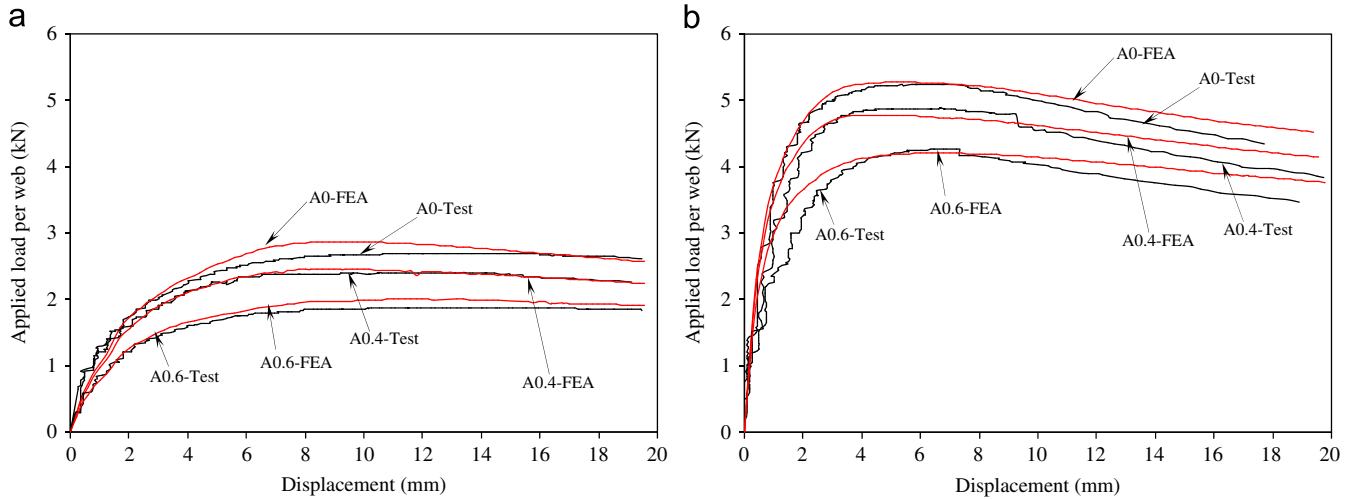 a
6
5
4
3
2
1
0
Applied load per web (kN)
A0-FEA
A0-Test
A0.4-Test
A0.6-FEA
A0.6-Test
A0.4-FEA
0 2 4 6 8 10 12 14 16 18 20
Displacement (mm)
b
6
5
4
3
2
1
0
Applied load per web (kN)
A0-FEA
A0-Test
A0.6-FEA
A0.6-Test
A0.4-FEA
A0.4-Test
0 2 4 6 8 10 12 14 16 18 20
Displacement (mm)